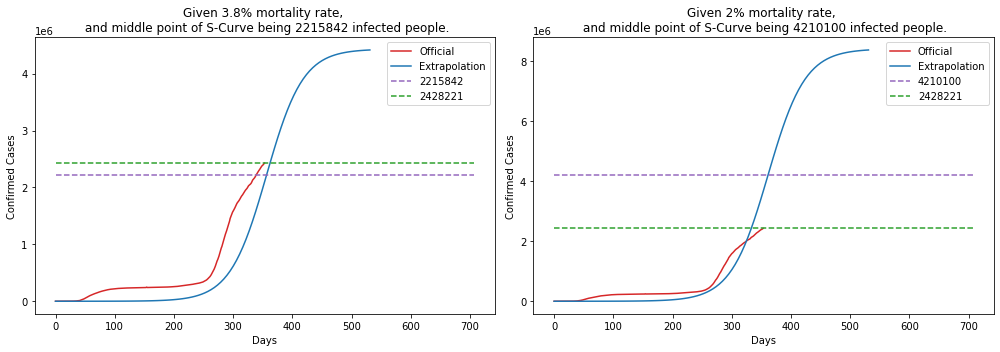 Given 3.8% mortality rate,
and middle point of S-Curve being 2215842 infected people.
1e6
Official
Extrapolation
2215842
2428221
4
3
2
1
0
Confirmed Cases
0 100 200 300 400 500 600 700
Days
Given 2% mortality rate,
and middle point of S-Curve being 4210100 infected people.
1e6
Official
Extrapolation
4210100
2428221
8
6
4
2
0
Confirmed Cases
0 100 200 300 400 500 600 700
Days